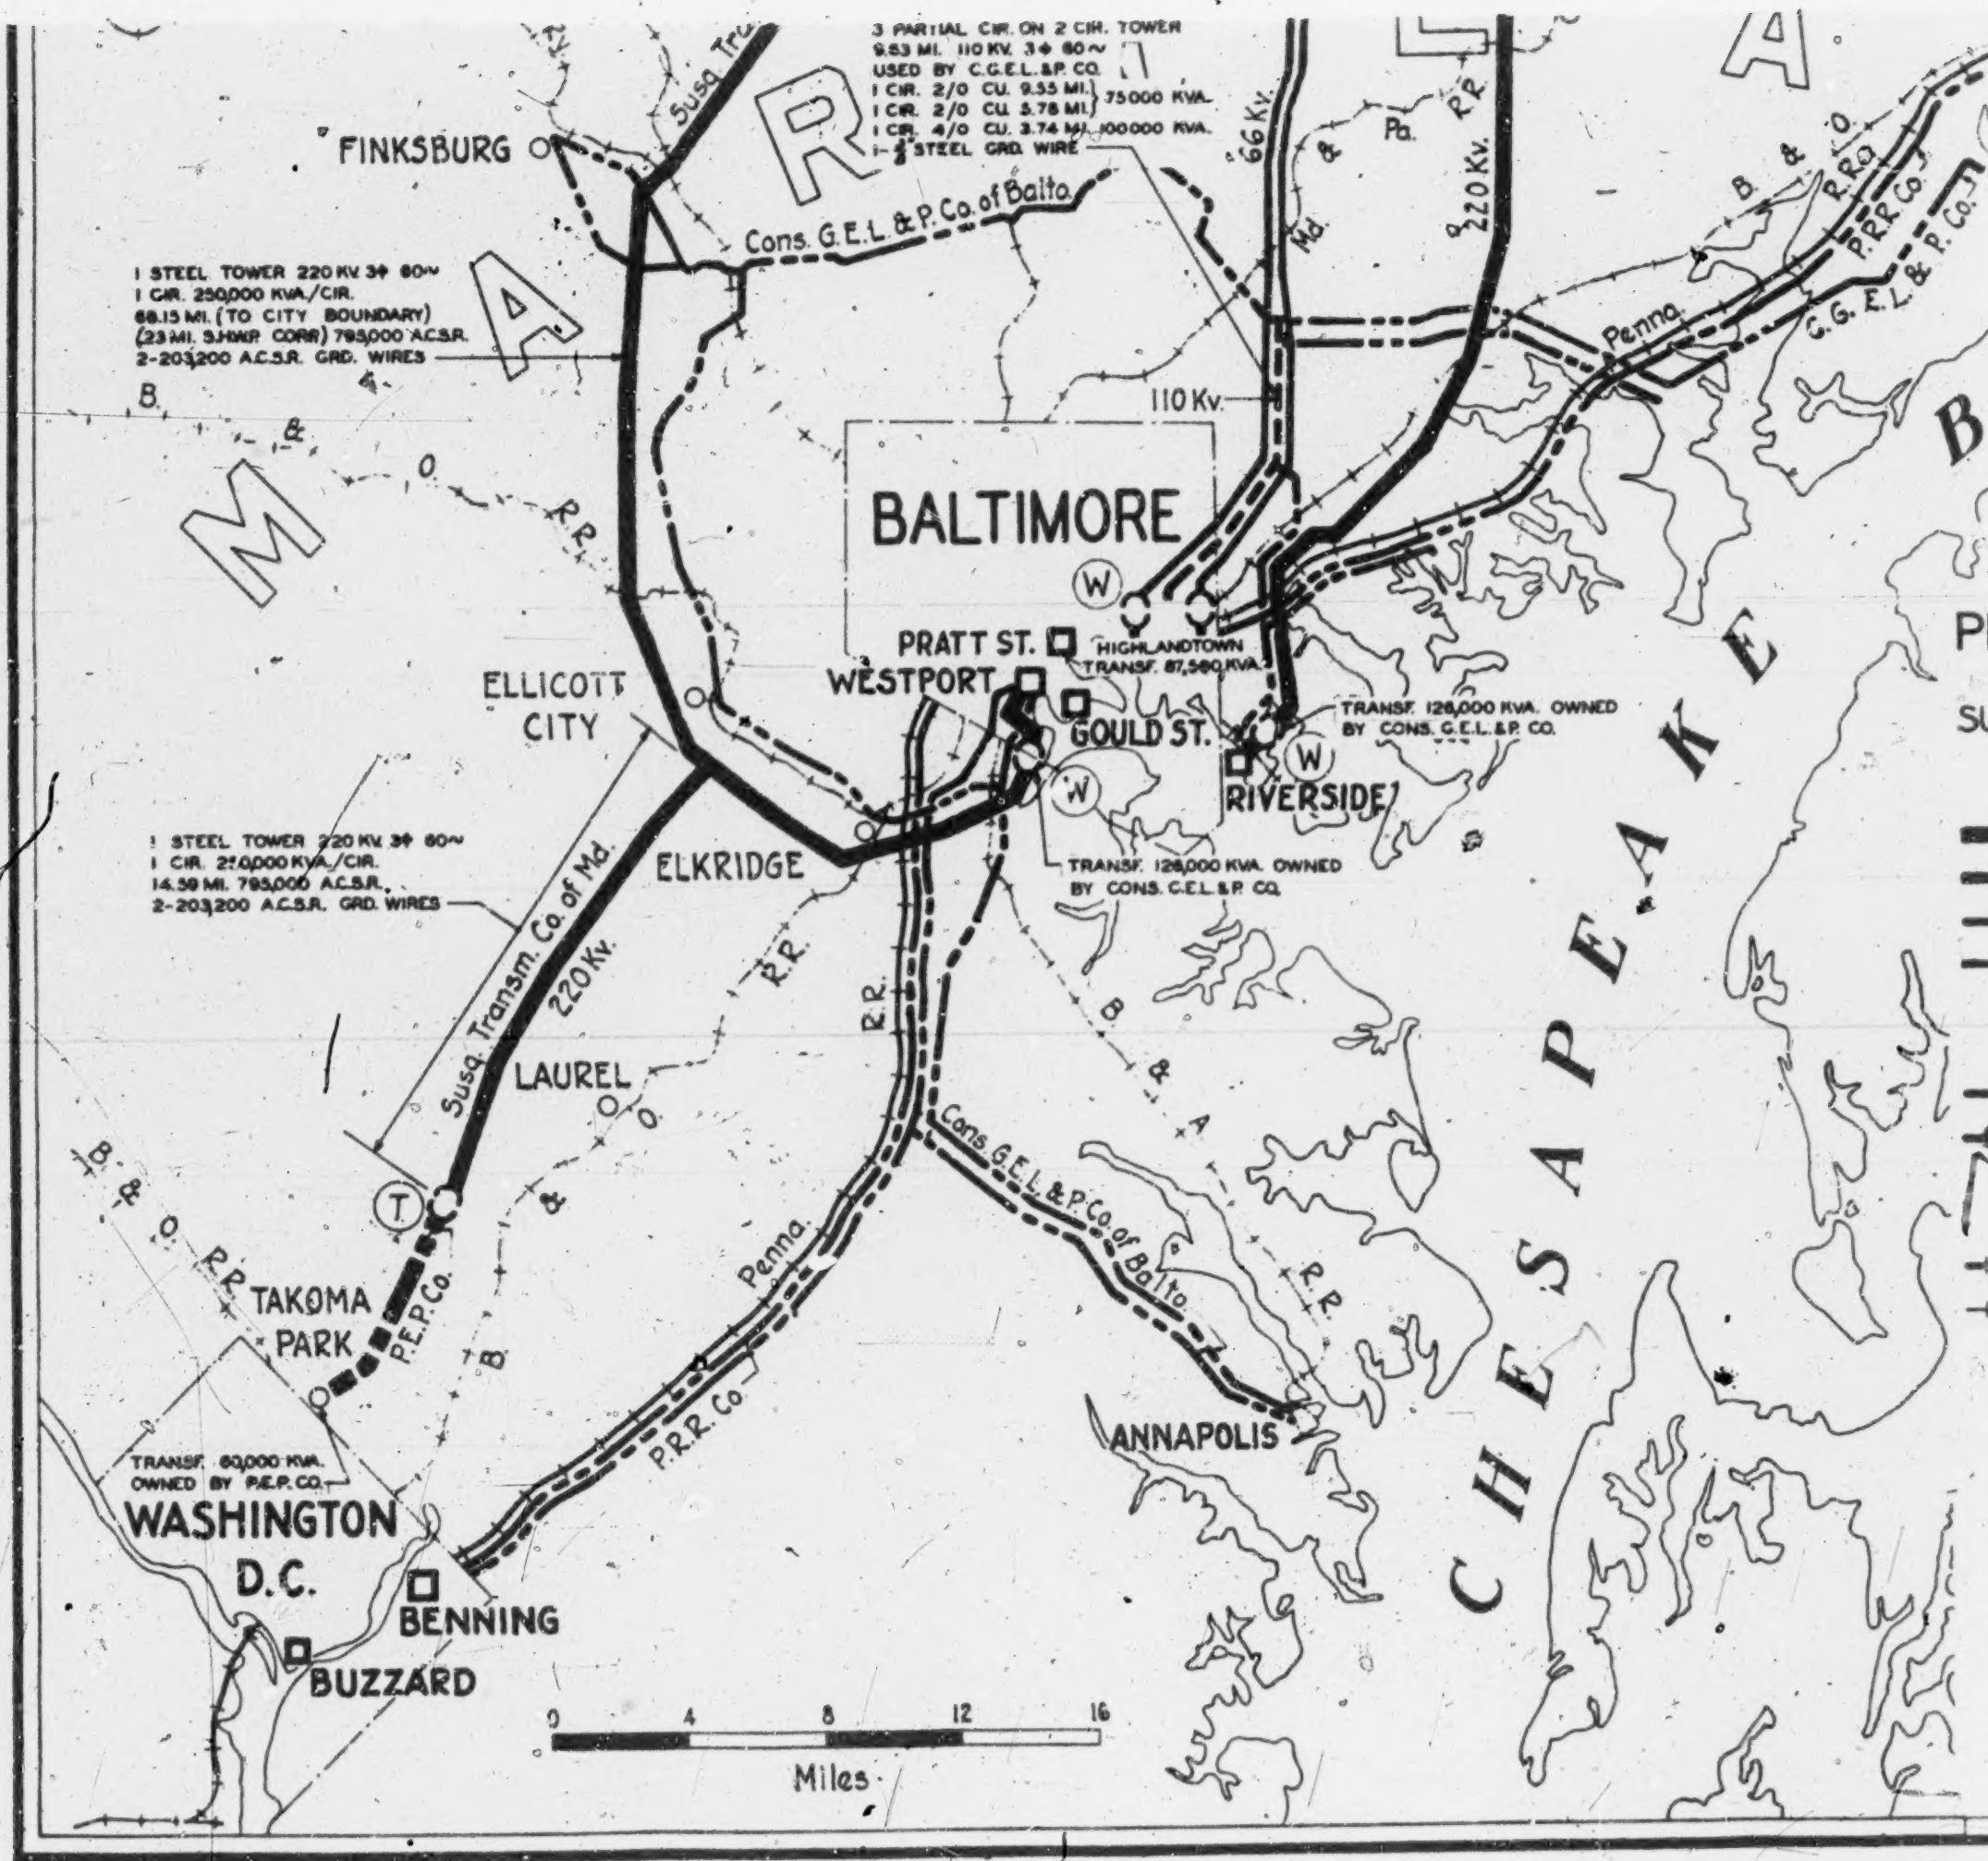 3 PARTIAL CIR. ON 2 CIR. TOWER
9.53 MI. 110 KV. 3ϕ 60~
USED BY C.G.E.L.&P. CO.
1 CIR. 2/0 CU. 9.55 MI.} 75000 KVA.
1 CIR. 2/0 CU. 5.78 MI.}
1 CIR. 4/0 CU. 3.74 MI. 100000 KVA.
STEEL GRD. WIRE
Susq.
R
L
A
FINKSBURG
Cons. G.E.L. & P. Co. of Balto.
66 Kv.
Md.
&
Pa.
R.R.
220 Kv.
B. & O.
R.R.
P.R.R. Co.
C. G. E. L. & P. Co.
Penna.
1 STEEL TOWER 220 KV. 3ϕ 60~
1 CIR. 250,000 KVA./CIR.
68.15 MI. (TO CITY BOUNDARY)
(23 MI. S.H.W.P. CORR) 795,000 A.C.S.R.
2-203,200 A.C.S.R. GRD. WIRES
A
M
B. & O. R.R.
110 Kv.
B
BALTIMORE
W
PRATT ST.
HIGHLANDTOWN
TRANSF. 87,560 KVA.
WESTPORT
GOULD ST.
TRANSF. 126,000 KVA. OWNED
BY CONS. G.E.L.&P. CO.
W
W
RIVERSIDE
ELLICOTT
CITY
ELKRIDGE
TRANSF. 126,000 KVA. OWNED
BY CONS. G.E.L.&P. CO.
1 STEEL TOWER 220 KV. 3ϕ 60~
1 CIR. 250,000 KVA./CIR.
14.59 MI. 795,000 A.C.S.R.
2-203,200 A.C.S.R. GRD. WIRES
Susq. Transm. Co. of Md.
220 Kv.
R.R.
R.R.
LAUREL
O.
&
B.
B. & A. R.R.
Cons. G.E.L. & P. Co. of Balto.
B. & O. R.R.
T
P.E.P. Co.
TAKOMA
PARK
Penna.
P.R.R. Co.
ANNAPOLIS
CHESAPEAKE
TRANSF. 60,000 KVA.
OWNED BY P.E.P. CO.
WASHINGTON
D.C.
BENNING
BUZZARD
0 4 8 12 16
Miles